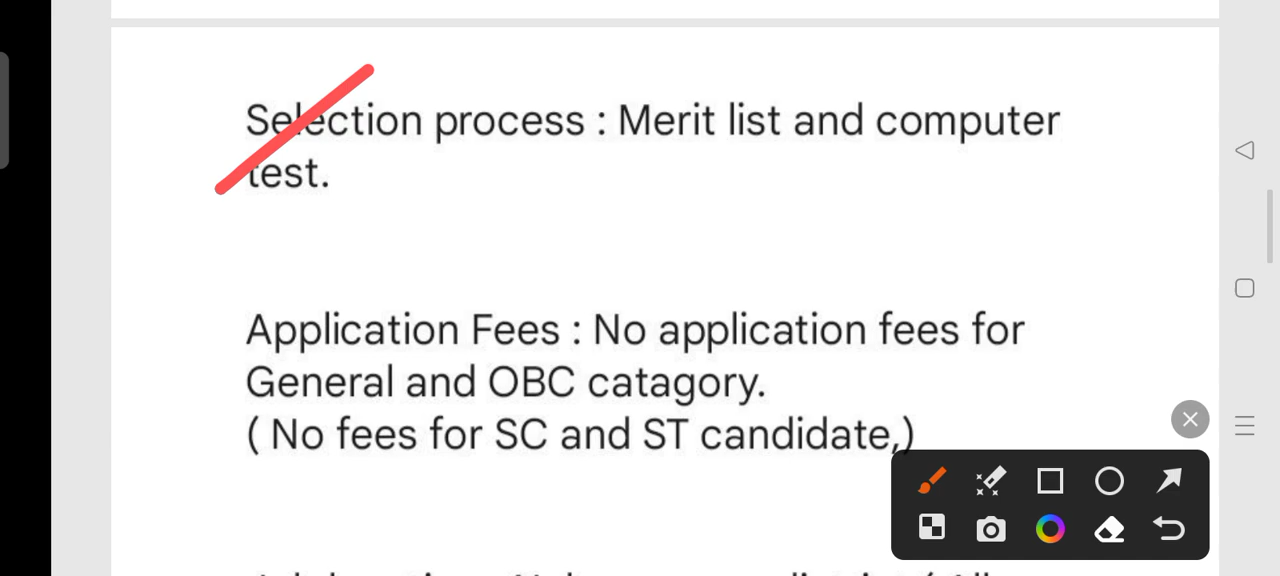 Selection process : Merit list and computer
test.
Application Fees : No application fees for
General and OBC catagory.
( No fees for SC and ST candidate,)